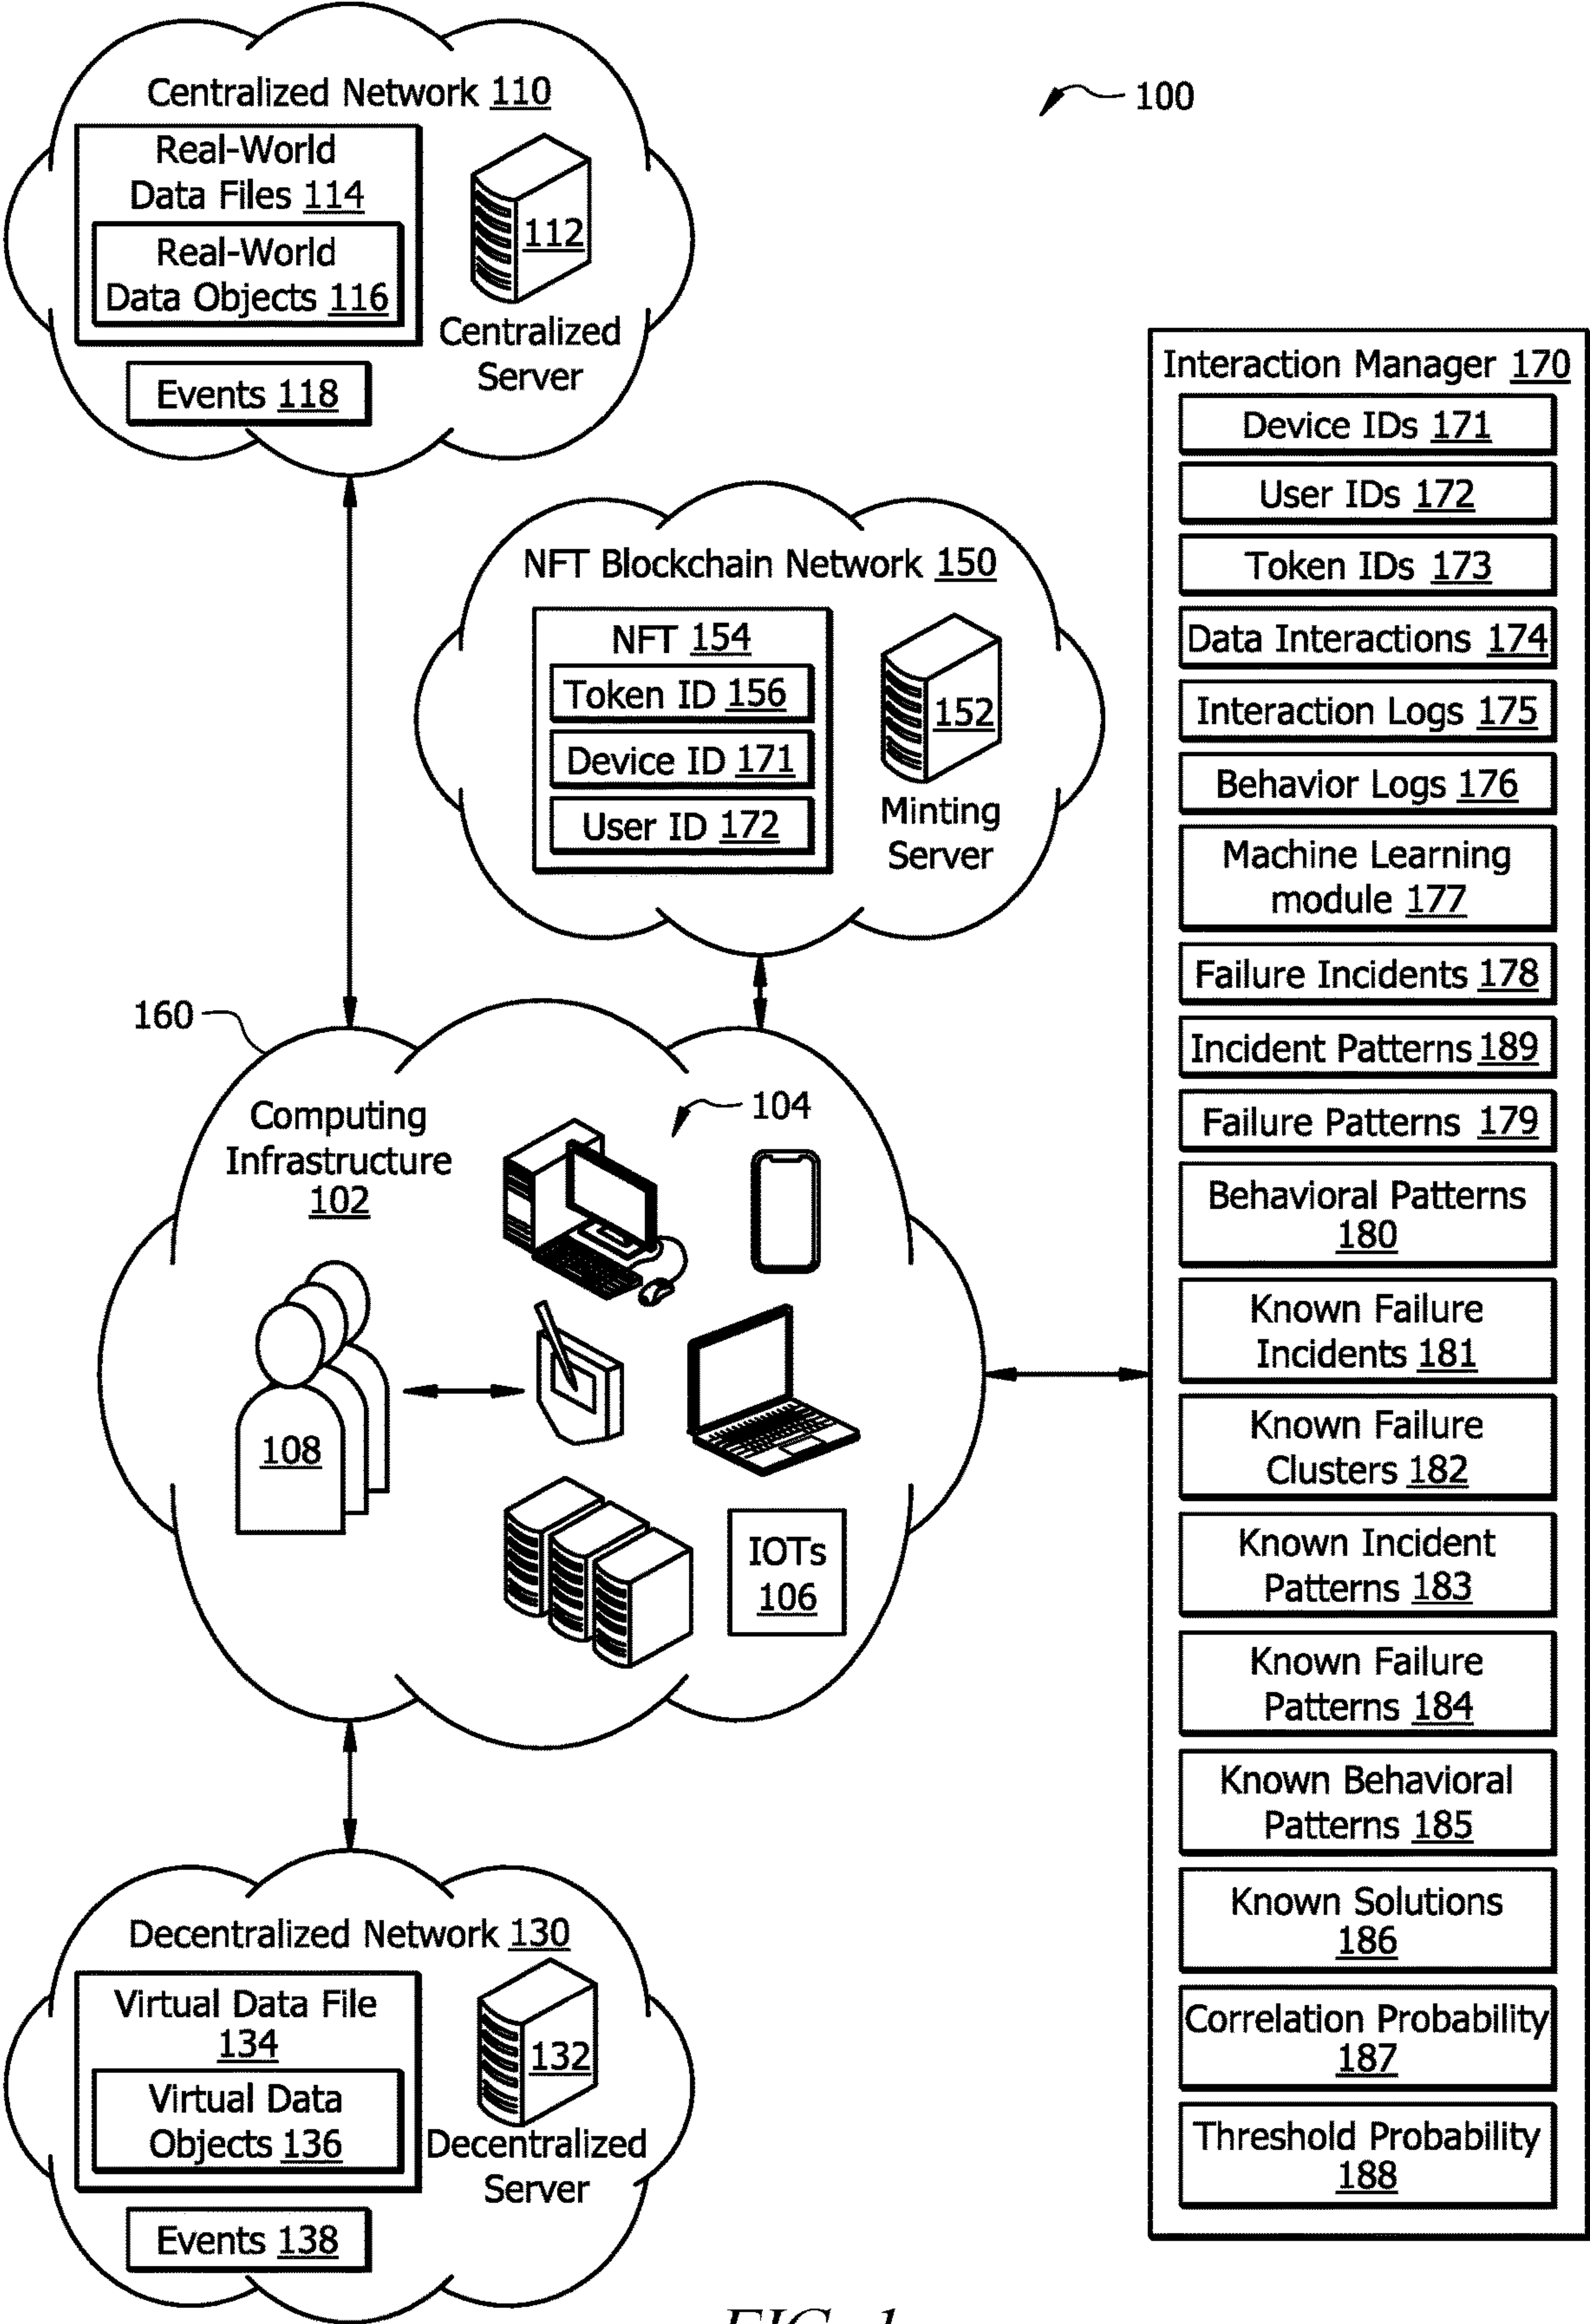 Centralized Network 110
Real-World
Data Files 114
Real-World
Data Objects 116
112
Centralized
Server
Events 118
100
NFT Blockchain Network 150
NFT 154
Token ID 156
Device ID 171
User ID 172
152
Minting
Server
160
Computing
Infrastructure
102
104
108
IOTs
106
Decentralized Network 130
Virtual Data File
134
Virtual Data
Objects 136
132
Decentralized
Server
Events 138
Interaction Manager 170
Device IDs 171
User IDs 172
Token IDs 173
Data Interactions 174
Interaction Logs 175
Behavior Logs 176
Machine Learning
module 177
Failure Incidents 178
Incident Patterns 189
Failure Patterns 179
Behavioral Patterns
180
Known Failure
Incidents 181
Known Failure
Clusters 182
Known Incident
Patterns 183
Known Failure
Patterns 184
Known Behavioral
Patterns 185
Known Solutions
186
Correlation Probability
187
Threshold Probability
188
FIG. 1